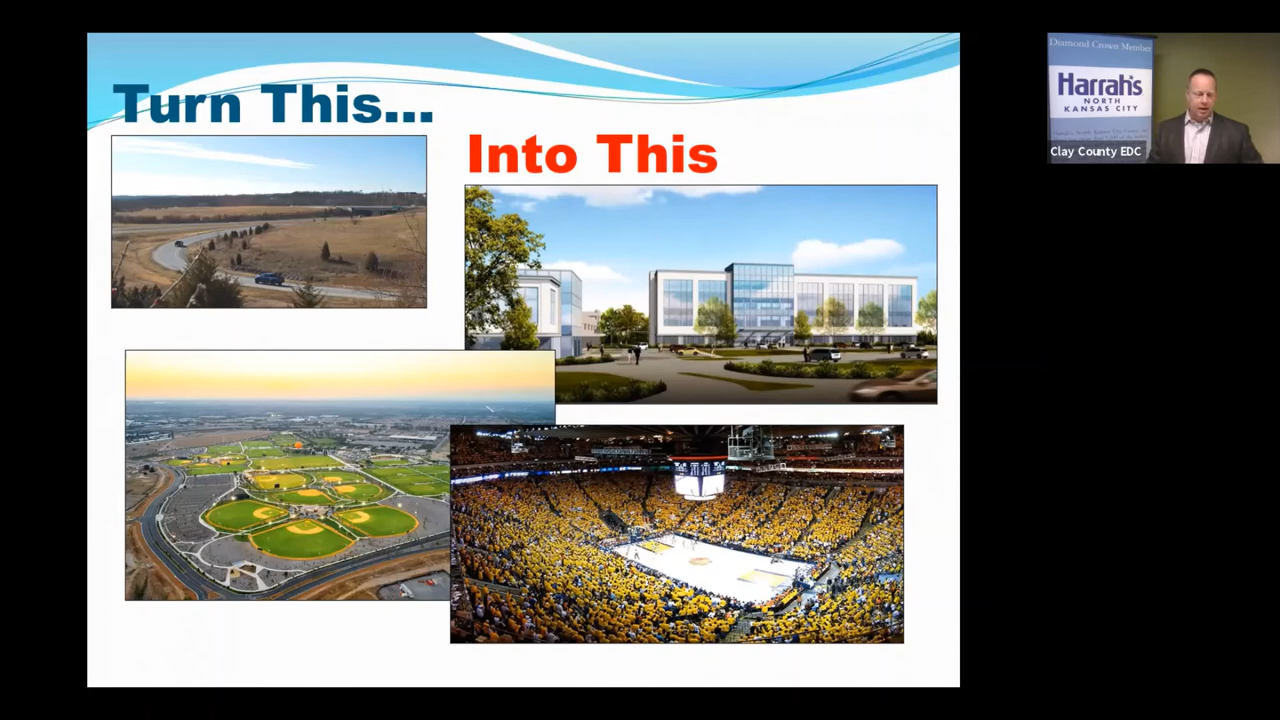 Turn This...
Into This
Diamond Crown Member
Harrah's
NORTH
KANSAS CITY
Clay County EDC